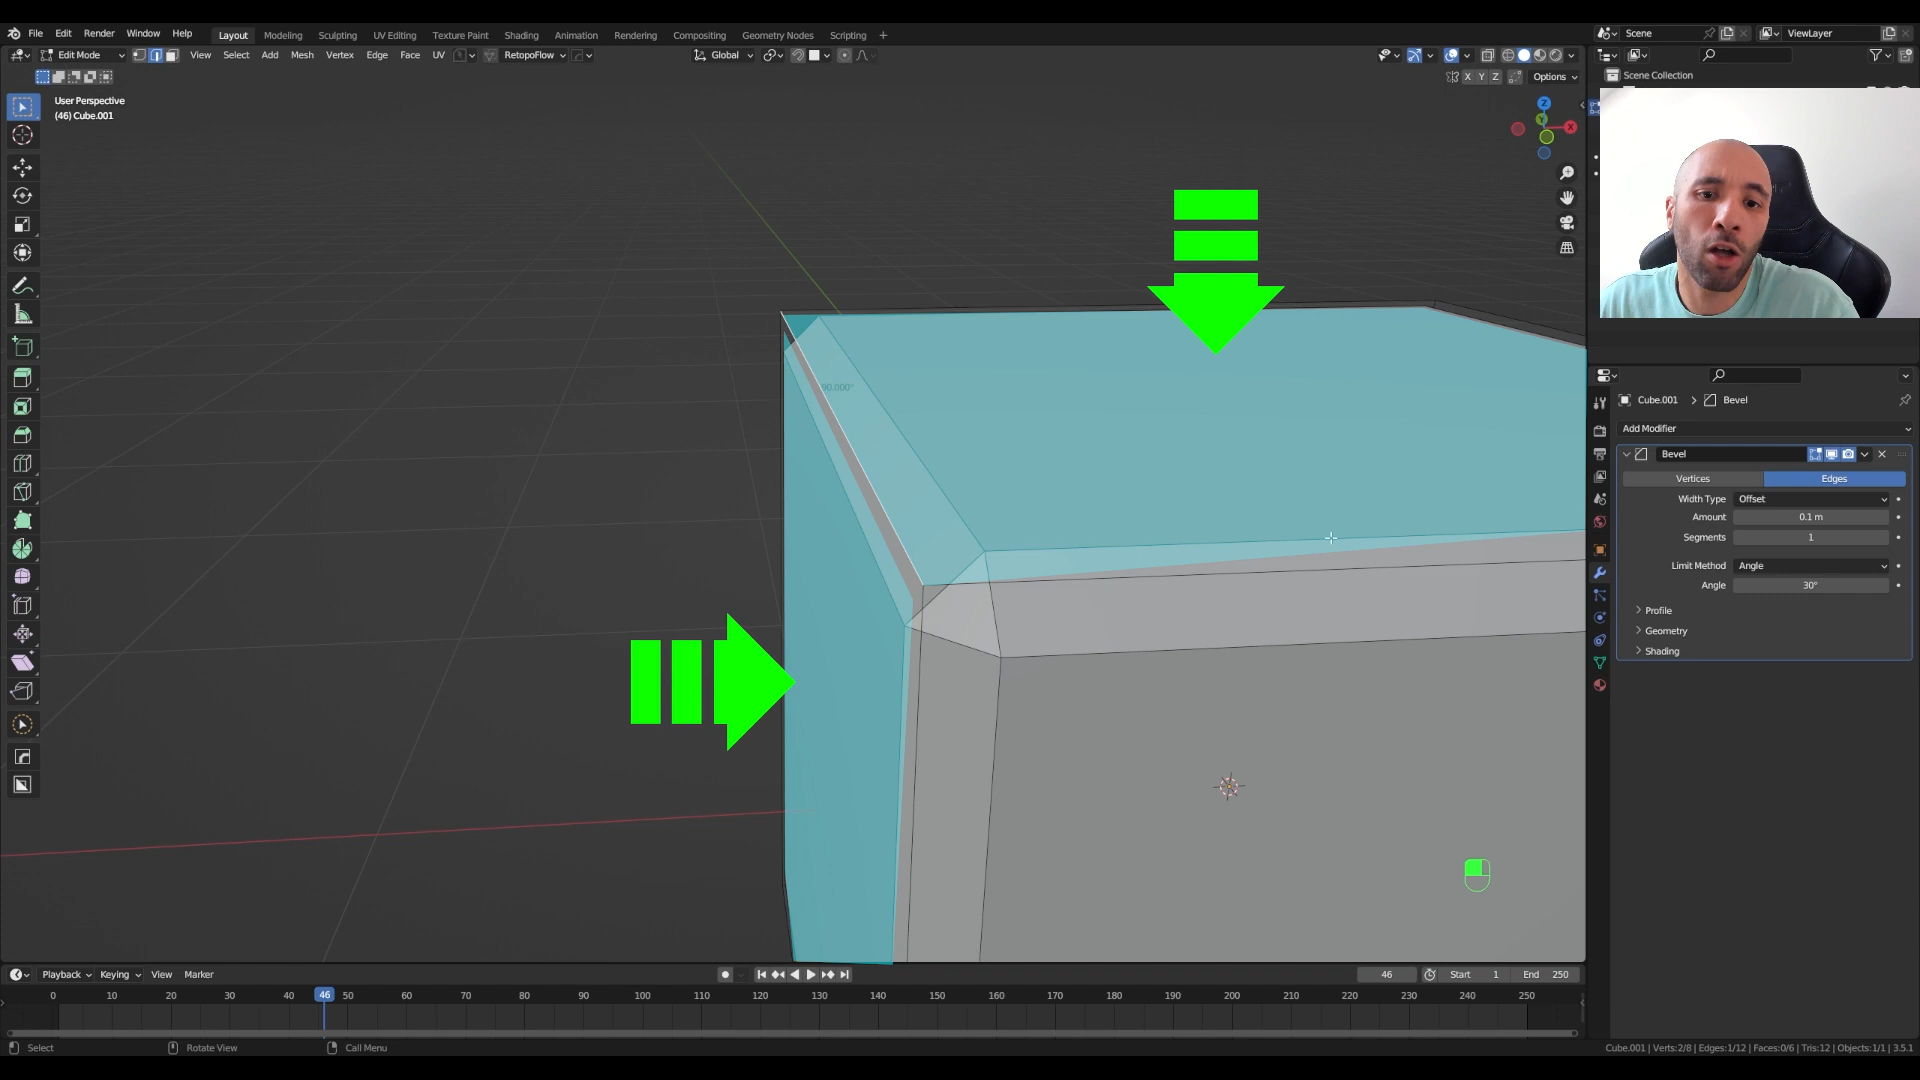 File Edit Render Window Help Layout Modeling Sculpting UV Editing Texture Paint Shading Animation Rendering Compositing Geometry Nodes Scripting + Scene ViewLayer
Edit Mode View Select Add Mesh Vertex Edge Face UV RetopoFlow Global
X Y Z Options
Scene Collection
User Perspective
(46) Cube.001
Z
X
90.000°
Cube.001 > Bevel
Add Modifier
Bevel
Vertices Edges
Width Type Offset
Amount 0.1 m
Segments 1
Limit Method Angle
Angle 30°
Profile
Geometry
Shading
Playback Keying View Marker 46 Start 1 End 250
0 10 20 30 40 46 50 60 70 80 90 100 110 120 130 140 150 160 170 180 190 200 210 220 230 240 250
Select Rotate View Call Menu Cube.001 | Verts:2/8 | Edges:1/12 | Faces:0/6 | Tris:12 | Objects:1/1 | 3.5.1